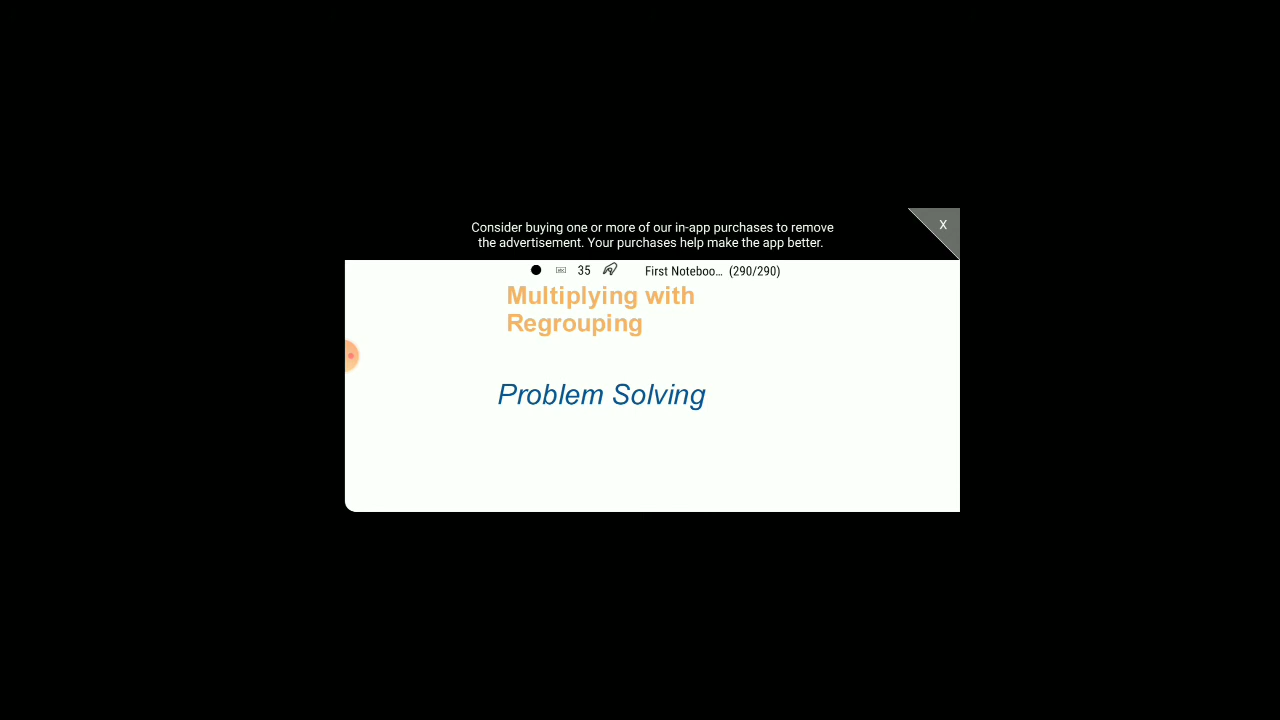 Consider buying one or more of our in-app purchases to remove
the advertisement. Your purchases help make the app better.
X
35 First Noteboo... (290/290)
Multiplying with
Regrouping
Problem Solving